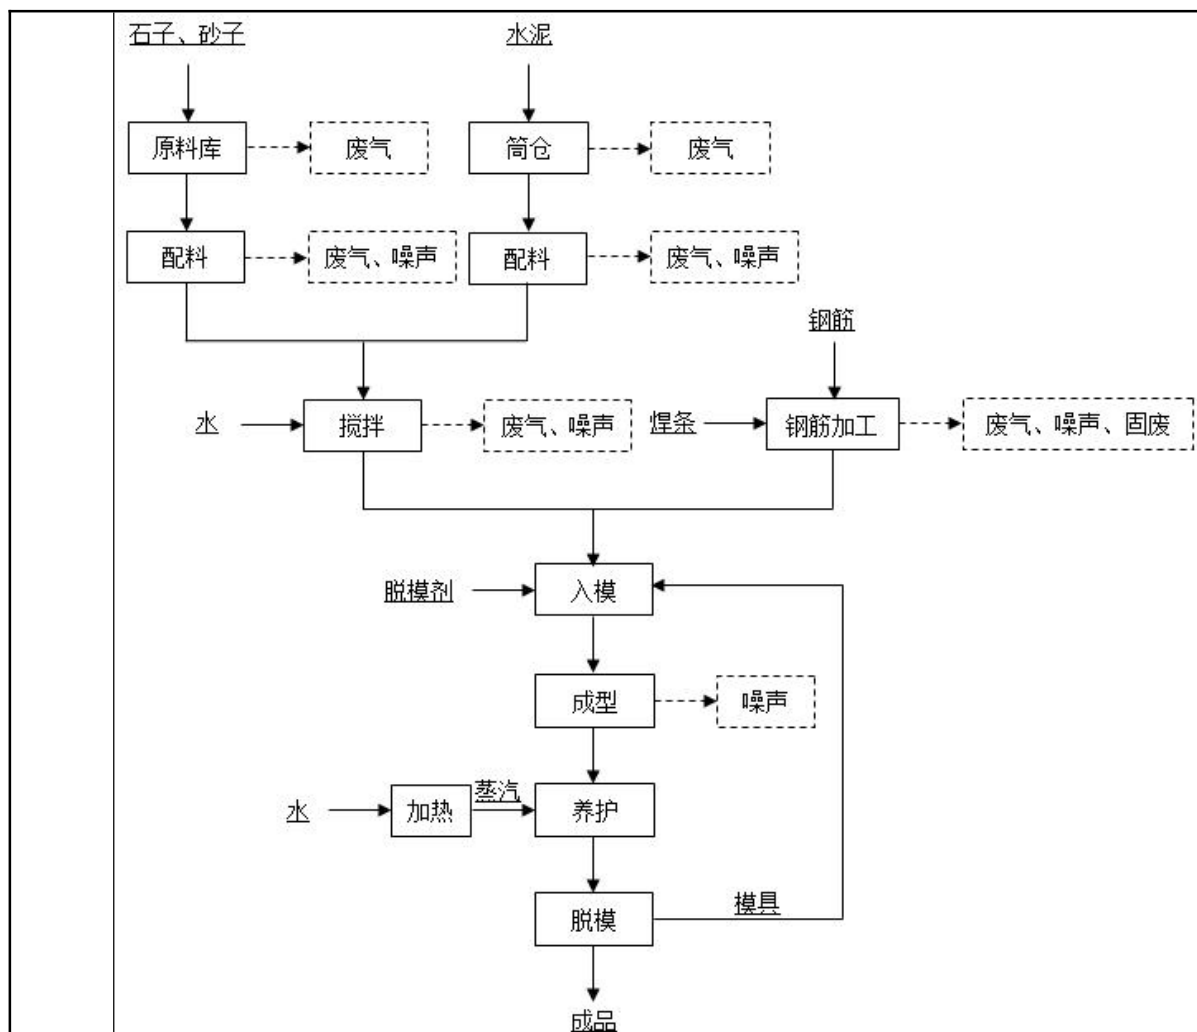 石子、砂子 水泥
原料库 废气 筒仓 废气
配料 废气、噪声 配料 废气、噪声
钢筋
水 搅拌 废气、噪声 焊条 钢筋加工 废气、噪声、固废
脱模剂 入模
成型 噪声
蒸汽
水 加热 养护
模具
脱模
成品